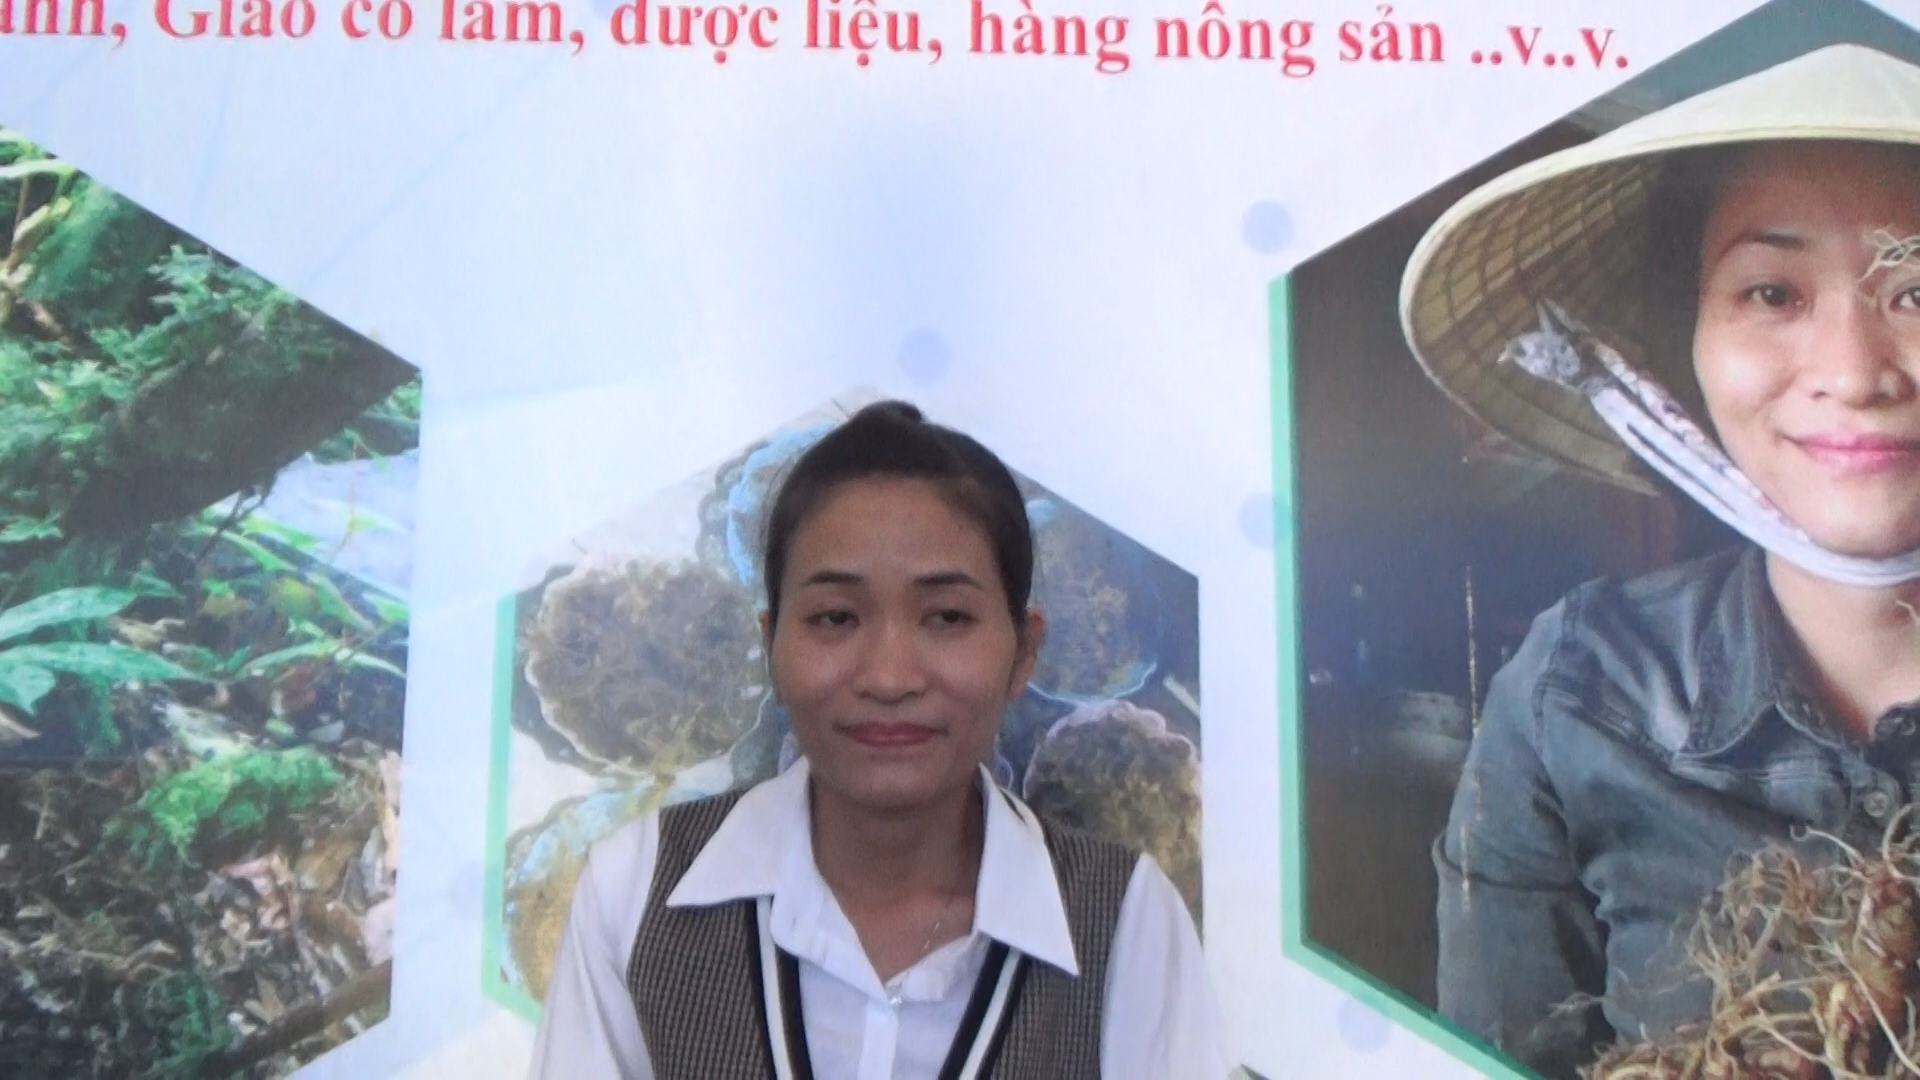 Giảo cổ lam, dược liệu, hàng nông sản ..v..v.